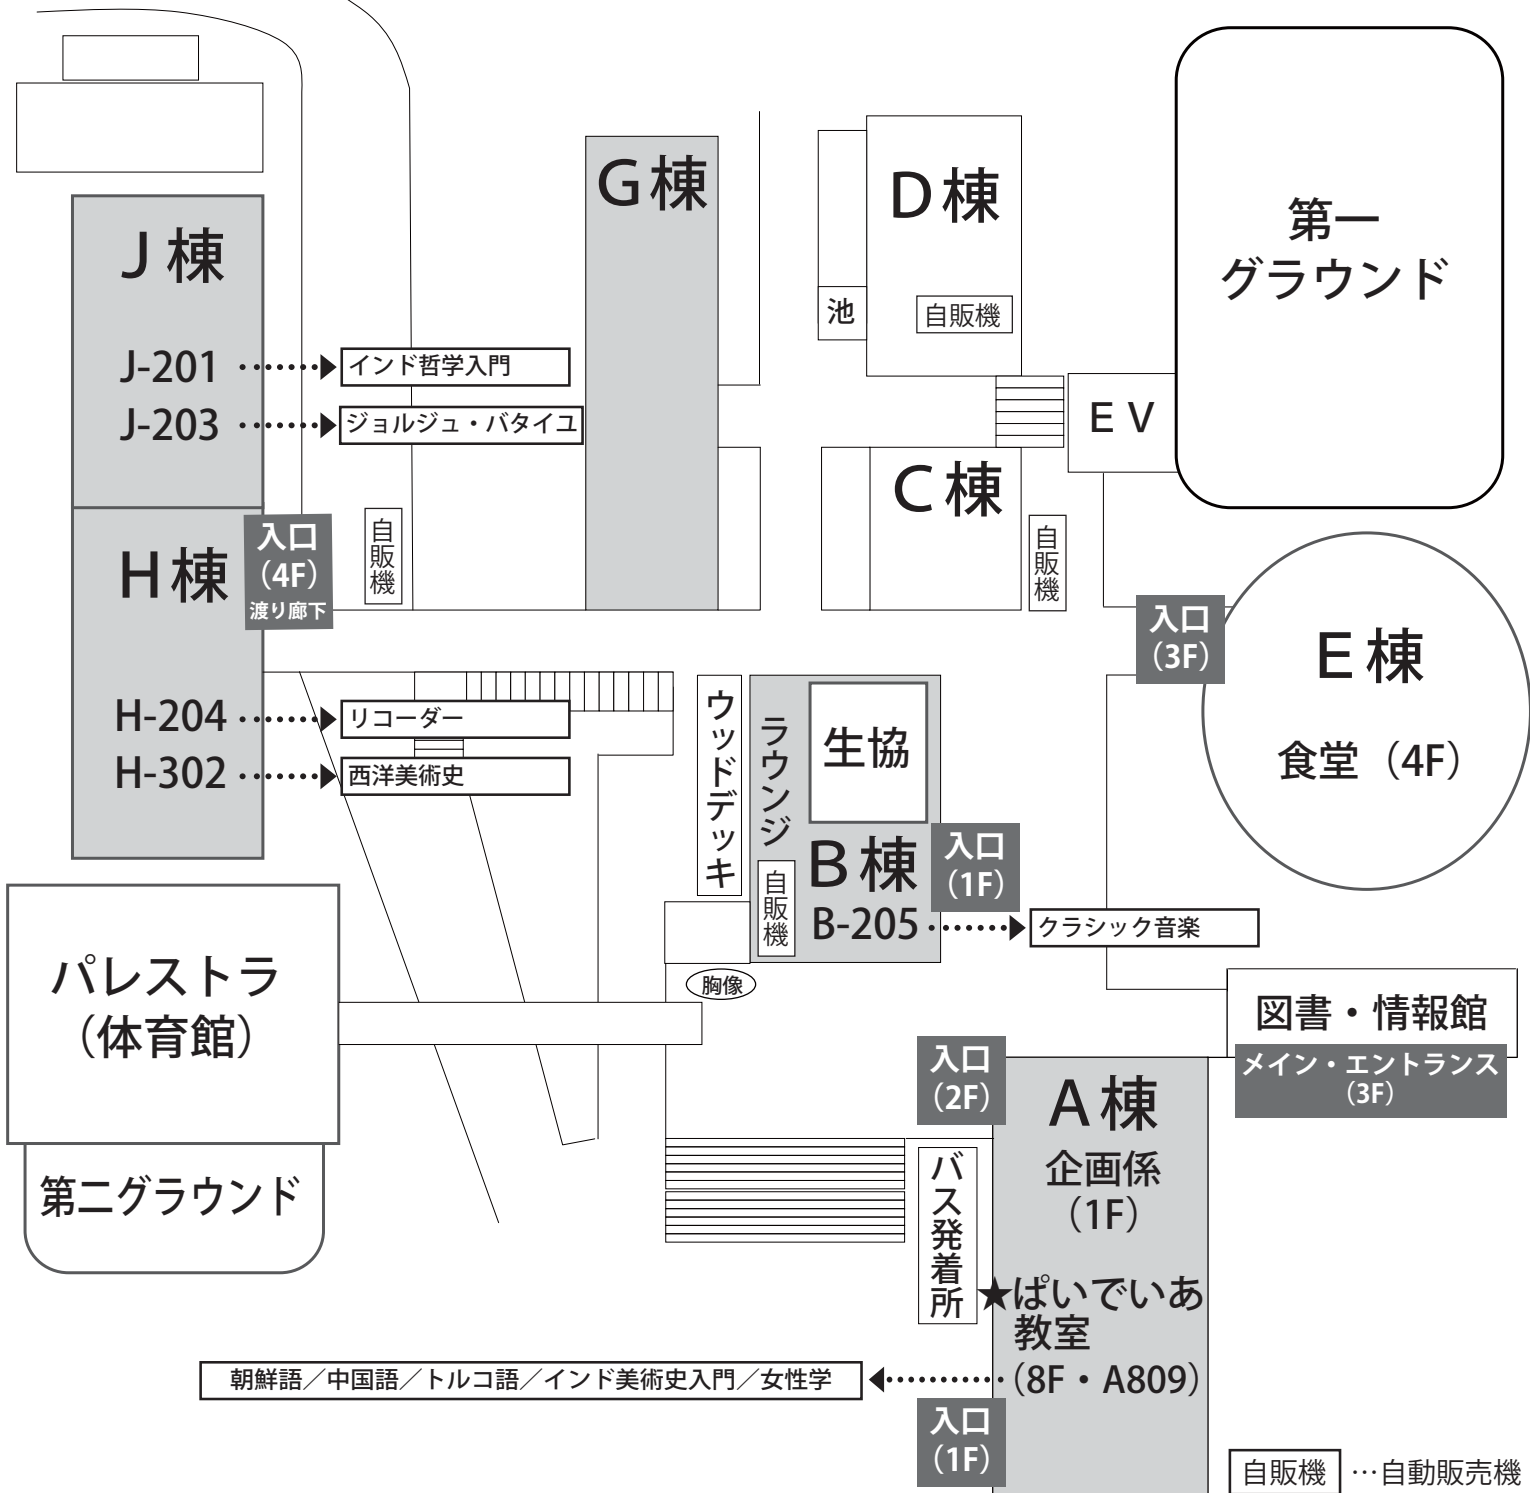 G棟
D棟
第一
グラウンド
J棟
池
自販機
J-201
インド哲学入門
J-203
ジョルジュ・バタイユ
EV
C棟
入口
（4F）
渡り廊下
自販機
自販機
H棟
入口
（3F）
E棟
食堂（4F）
H-204
リコーダー
H-302
西洋美術史
ウッドデッキ
ラウンジ
生協
B棟
入口
（1F）
自販機
B-205
クラシック音楽
パレストラ
（体育館）
胸像
図書・情報館
メイン・エントランス
（3F）
入口
（2F）
A棟
企画係
（1F）
第二グラウンド
バス発着所
★ぱいでいあ
教室
（8F・A809）
朝鮮語／中国語／トルコ語／インド美術史入門／女性学
入口
（1F）
自販機 …自動販売機